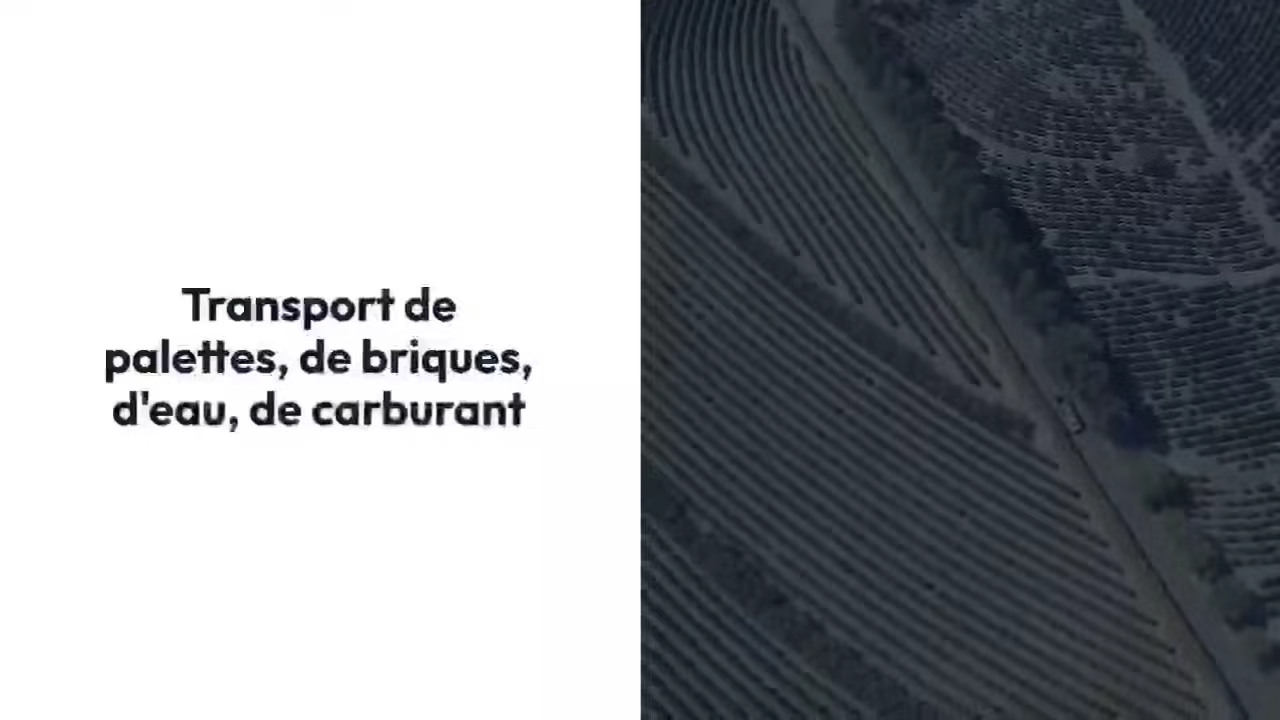 Transport de
palettes, de briques,
d'eau, de carburant